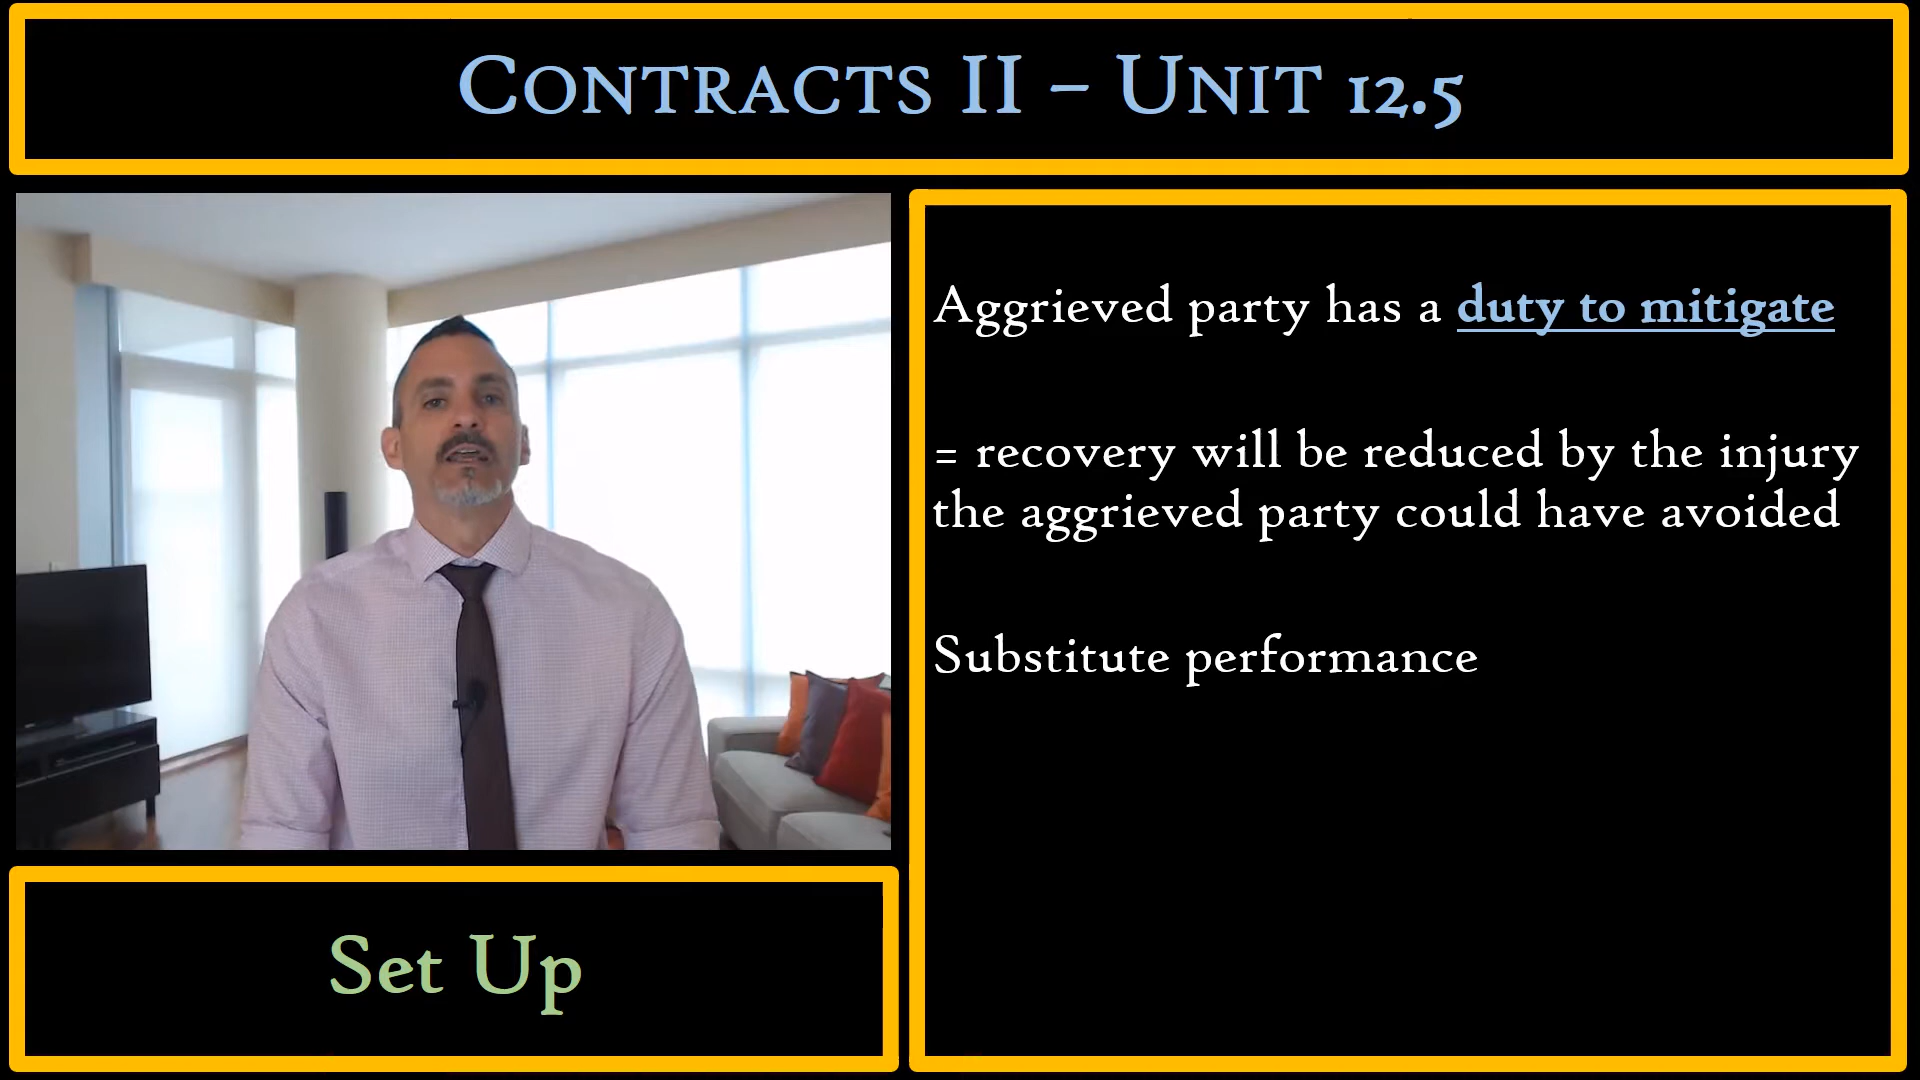 Contracts II – Unit 12.5
Aggrieved party has a duty to mitigate
= recovery will be reduced by the injury
the aggrieved party could have avoided
Substitute performance
Set Up